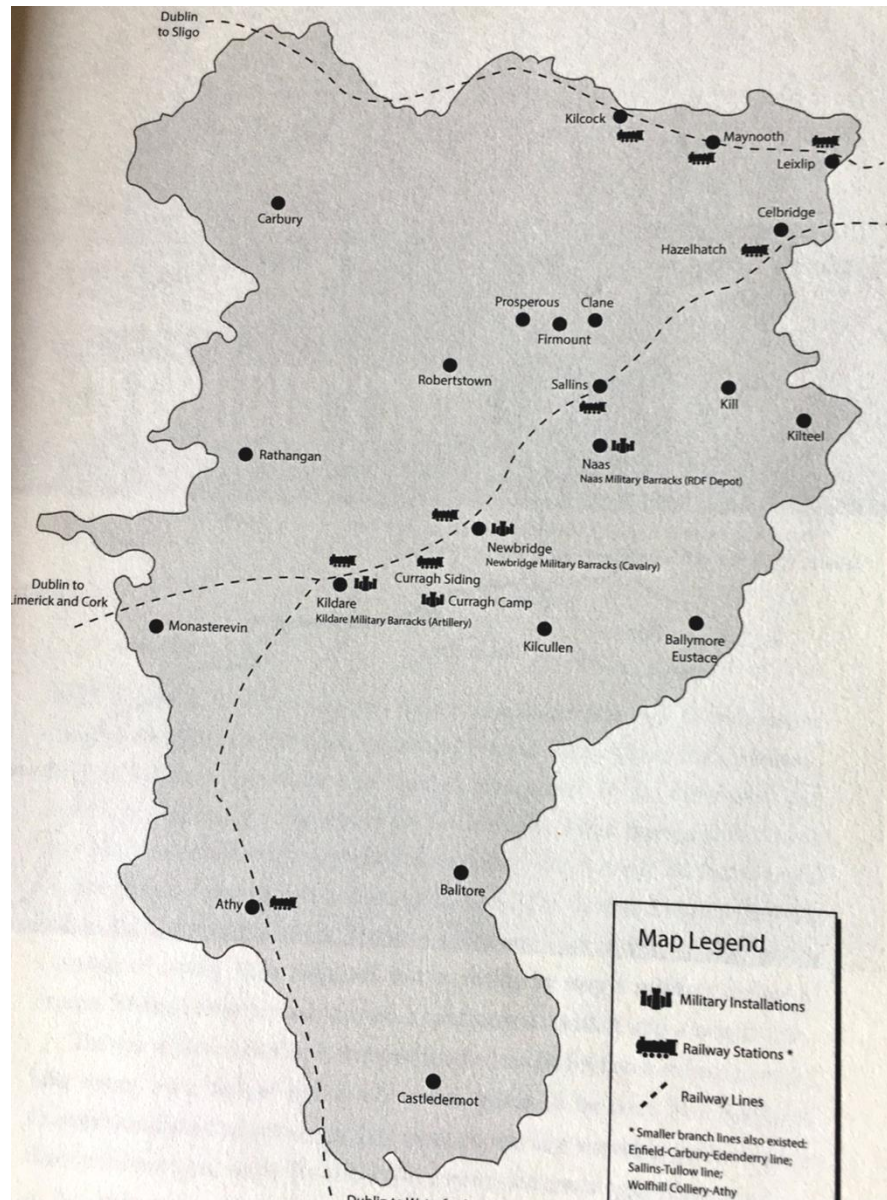 Dublin
to Sligo
Kilcock
Maynooth
Leixlip
Carbury
Celbridge
Hazelhatch
Prosperous
Clane
Firmount
Robertstown
Sallins
Kill
Kilteel
Rathangan
Naas
Naas Military Barracks (RDF Depot)
Newbridge
Newbridge Military Barracks (Cavalry)
Curragh Siding
Dublin to
Limerick and Cork
Kildare
Kildare Military Barracks (Artillery)
Curragh Camp
Monasterevin
Kilcullen
Ballymore
Eustace
Balitore
Athy
Castledermot
Dublin to
Map Legend
Military Installations
Railway Stations *
Railway Lines
* Smaller branch lines also existed:
Enfield-Carbury-Edenderry line;
Sallins-Tullow line;
Wolfhill Colliery-Athy